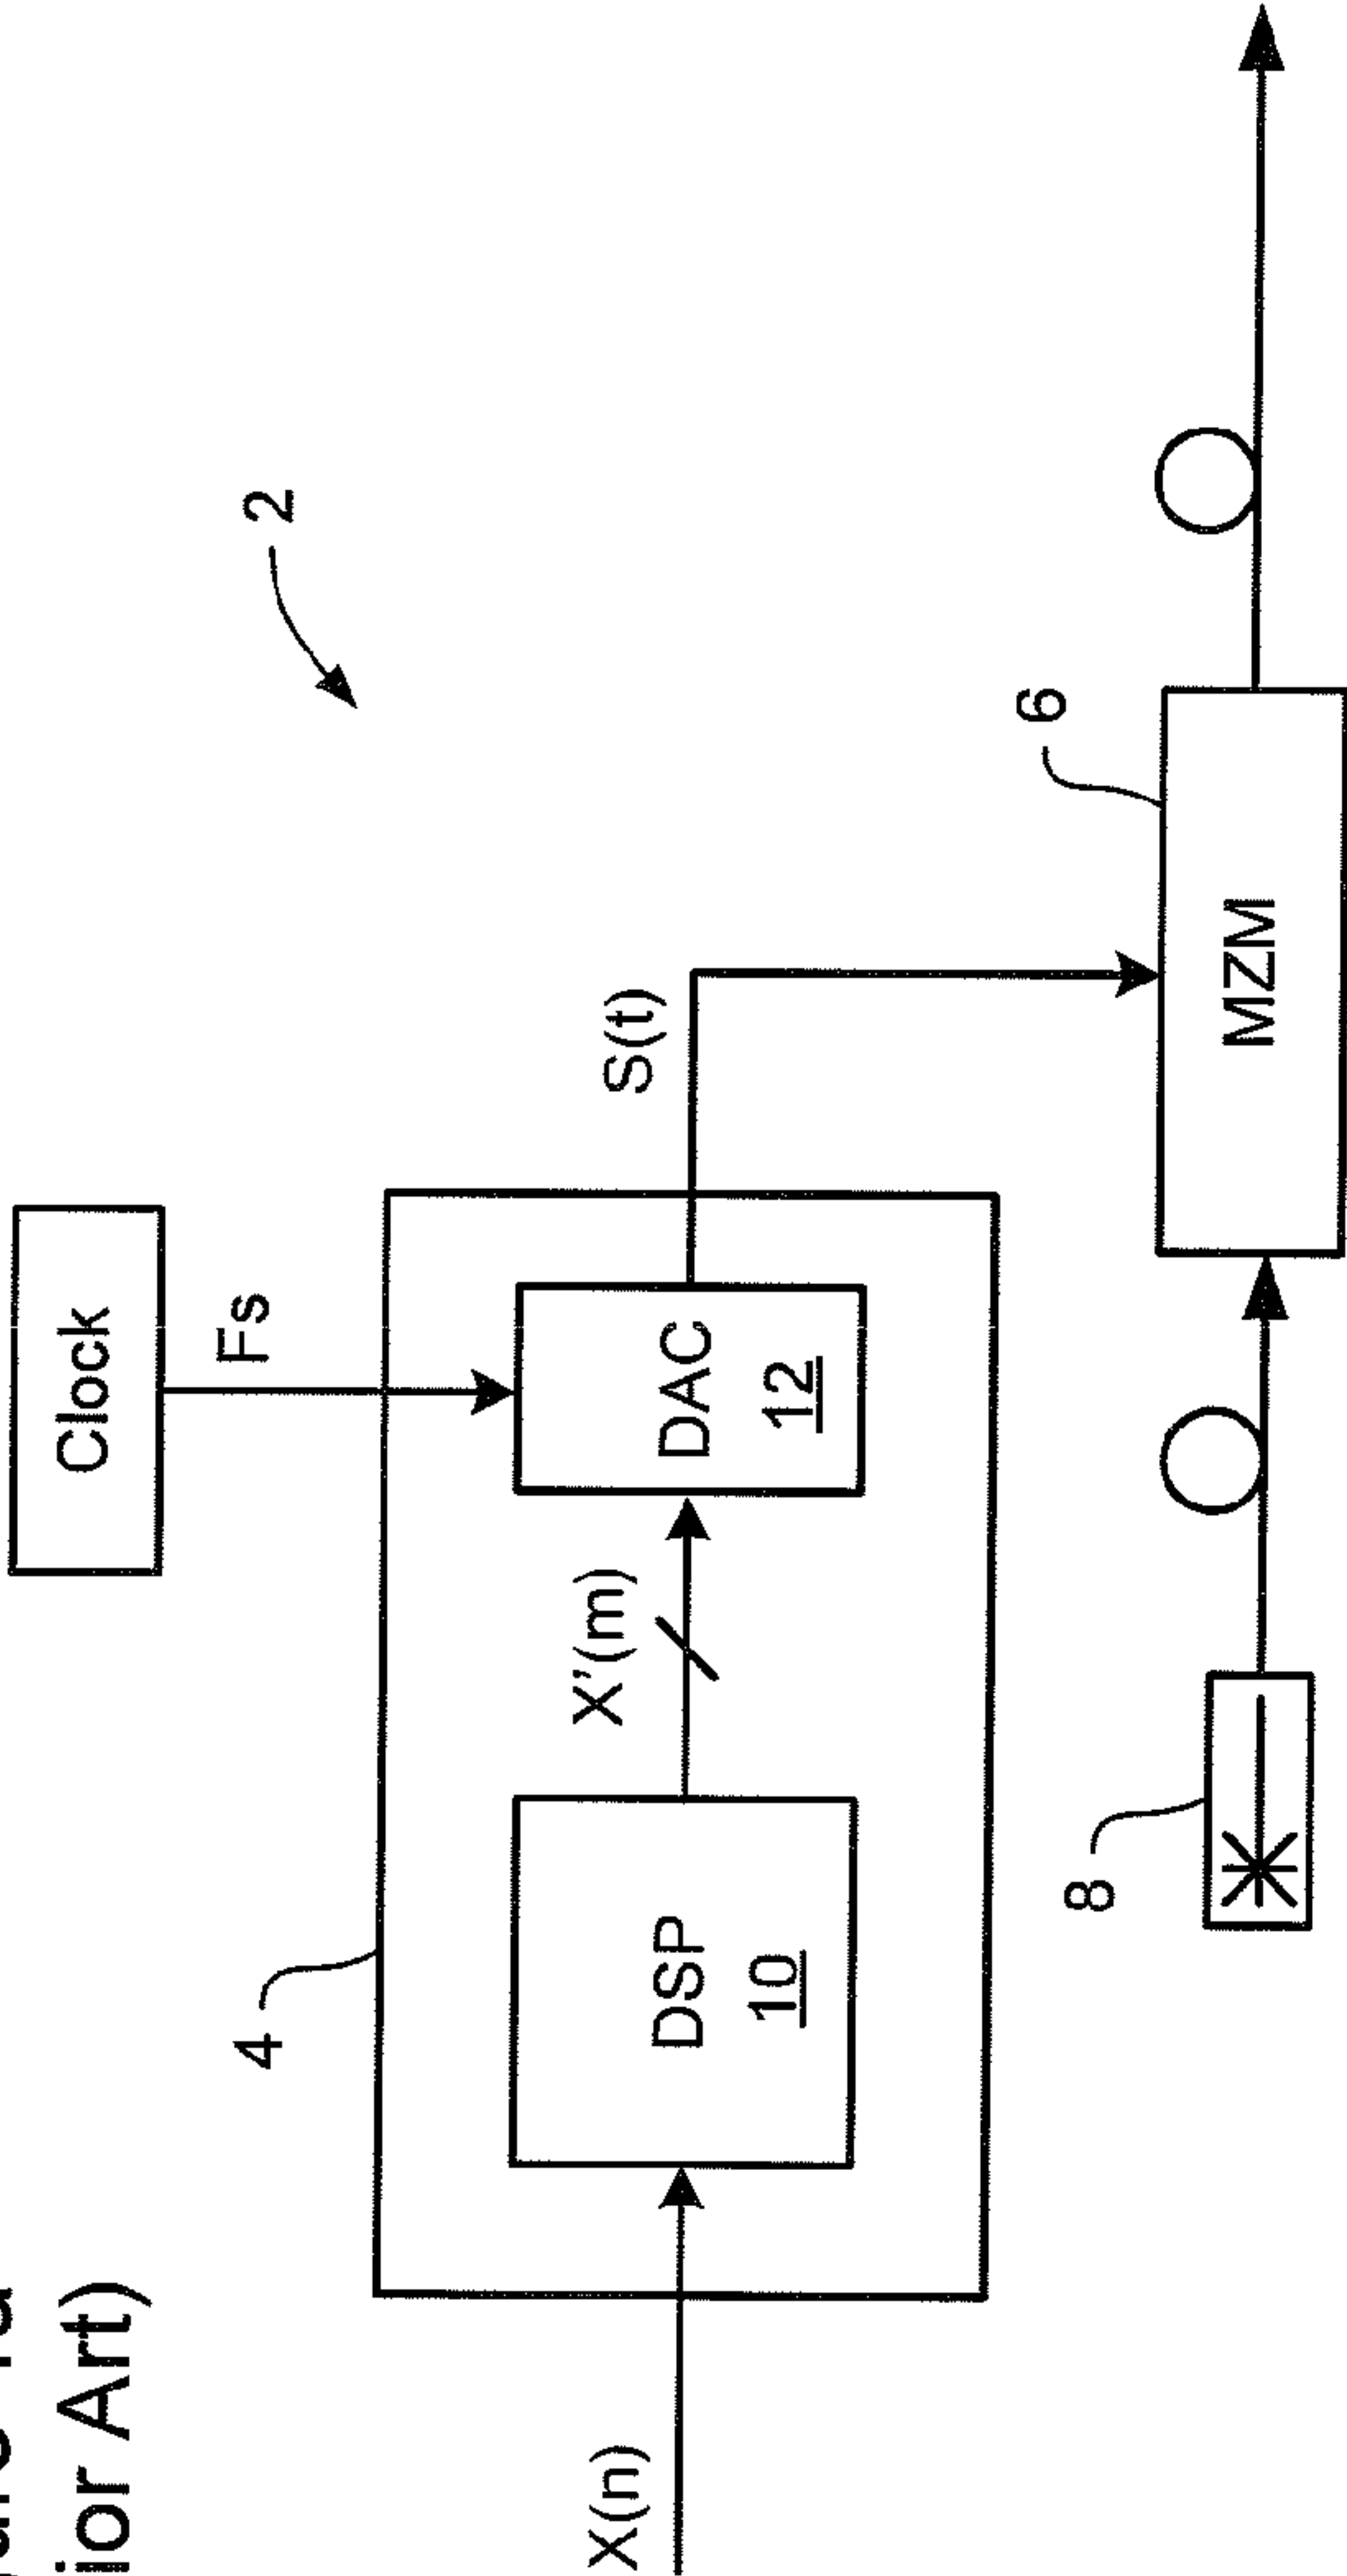 ior Art)
Clock
Fs
2
4
X(n)
DSP
10
X'(m)
DAC
12
S(t)
6
MZM
8